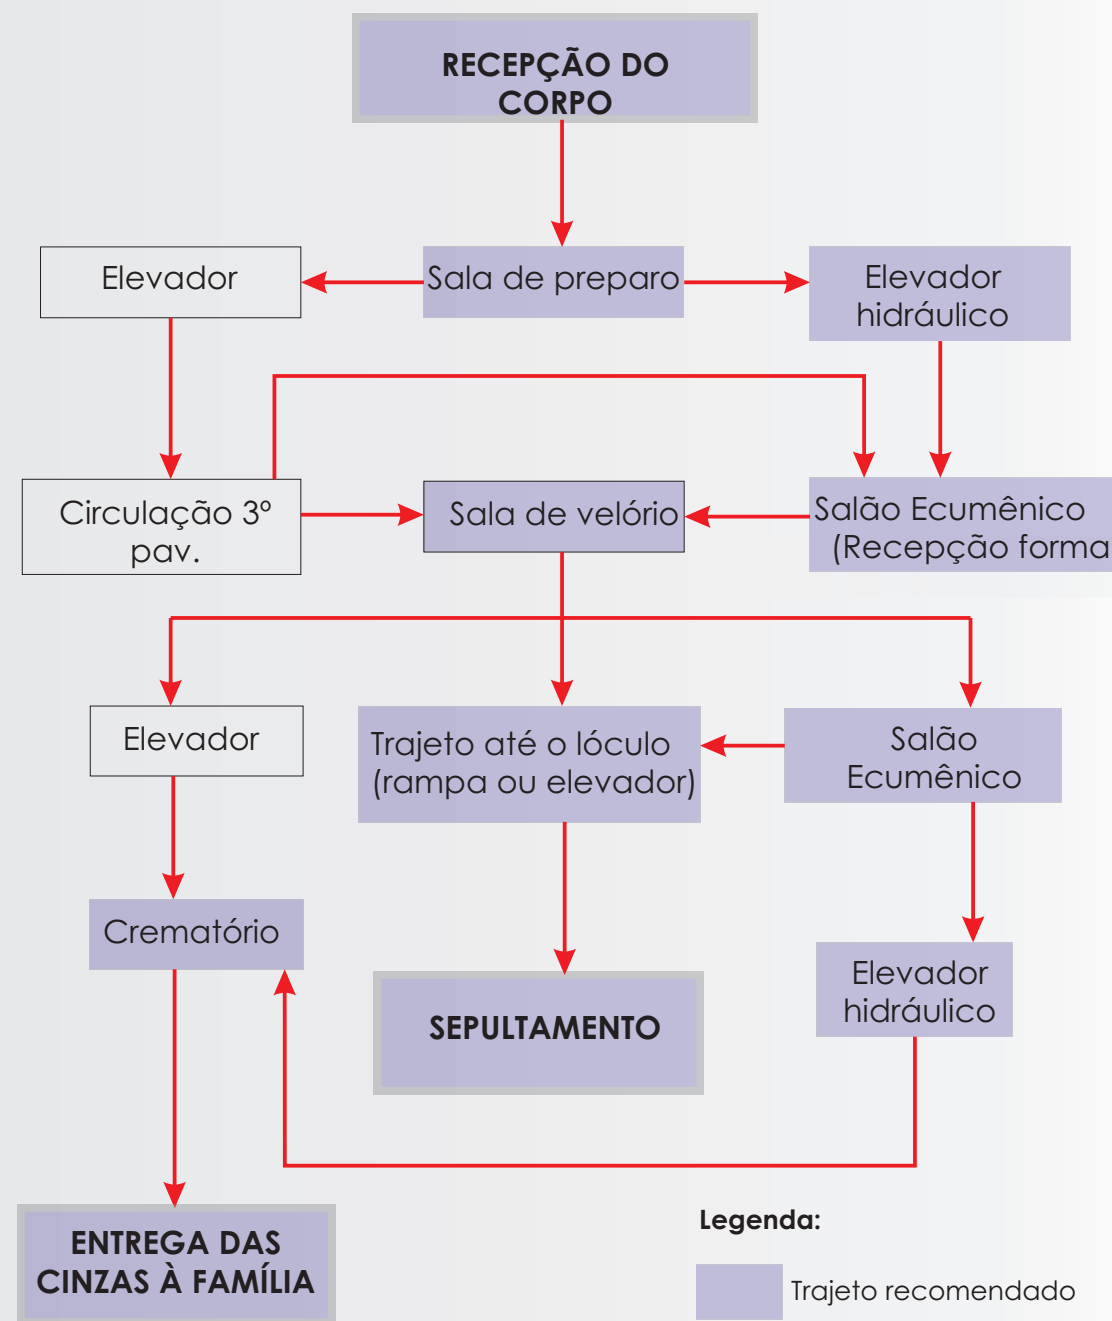 RECEPÇÃO DO
CORPO
Elevador
Sala de preparo
Elevador
hidráulico
Circulação 3º
pav.
Sala de velório
Salão Ecumênico
(Recepção forma
Elevador
Trajeto até o lóculo
(rampa ou elevador)
Salão
Ecumênico
Crematório
Elevador
hidráulico
SEPULTAMENTO
ENTREGA DAS
CINZAS À FAMÍLIA
Legenda:
Trajeto recomendado